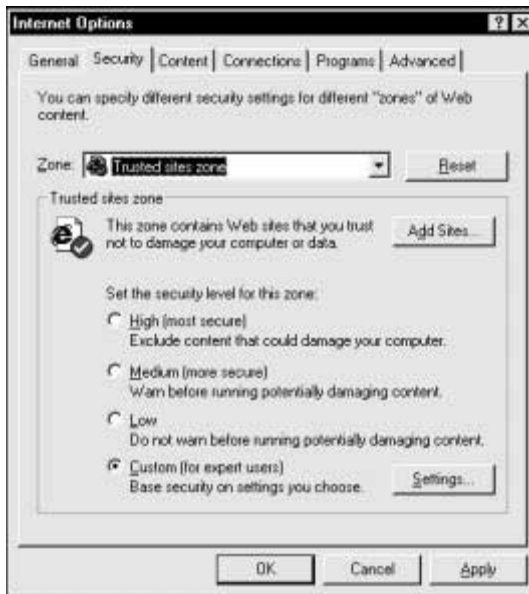 Internet Options
General Security Content Connections Programs Advanced
You can specify different security settings for different "zones" of Web
content.
Zone: Trusted sites zone Reset
Trusted sites zone
This zone contains Web sites that you trust
not to damage your computer or data.
Add Sites...
Set the security level for this zone:
High (most secure)
Exclude content that could damage your computer.
Medium (more secure)
Warn before running potentially damaging content.
Low
Do not warn before running potentially damaging content.
Custom (for expert users)
Base security on settings you choose.
Settings...
OK Cancel Apply